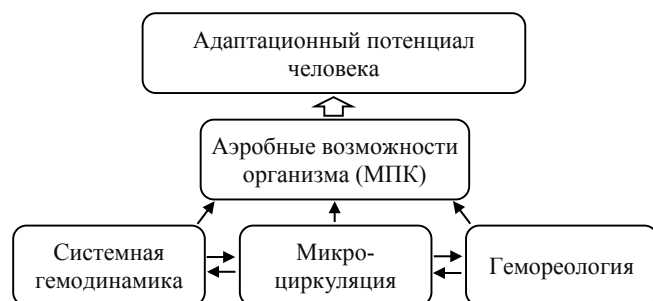 Адаптационный потенциал
человека
Аэробные возможности
организма (МПК)
Системная
гемодинамика
Микро-
циркуляция
Гемореология